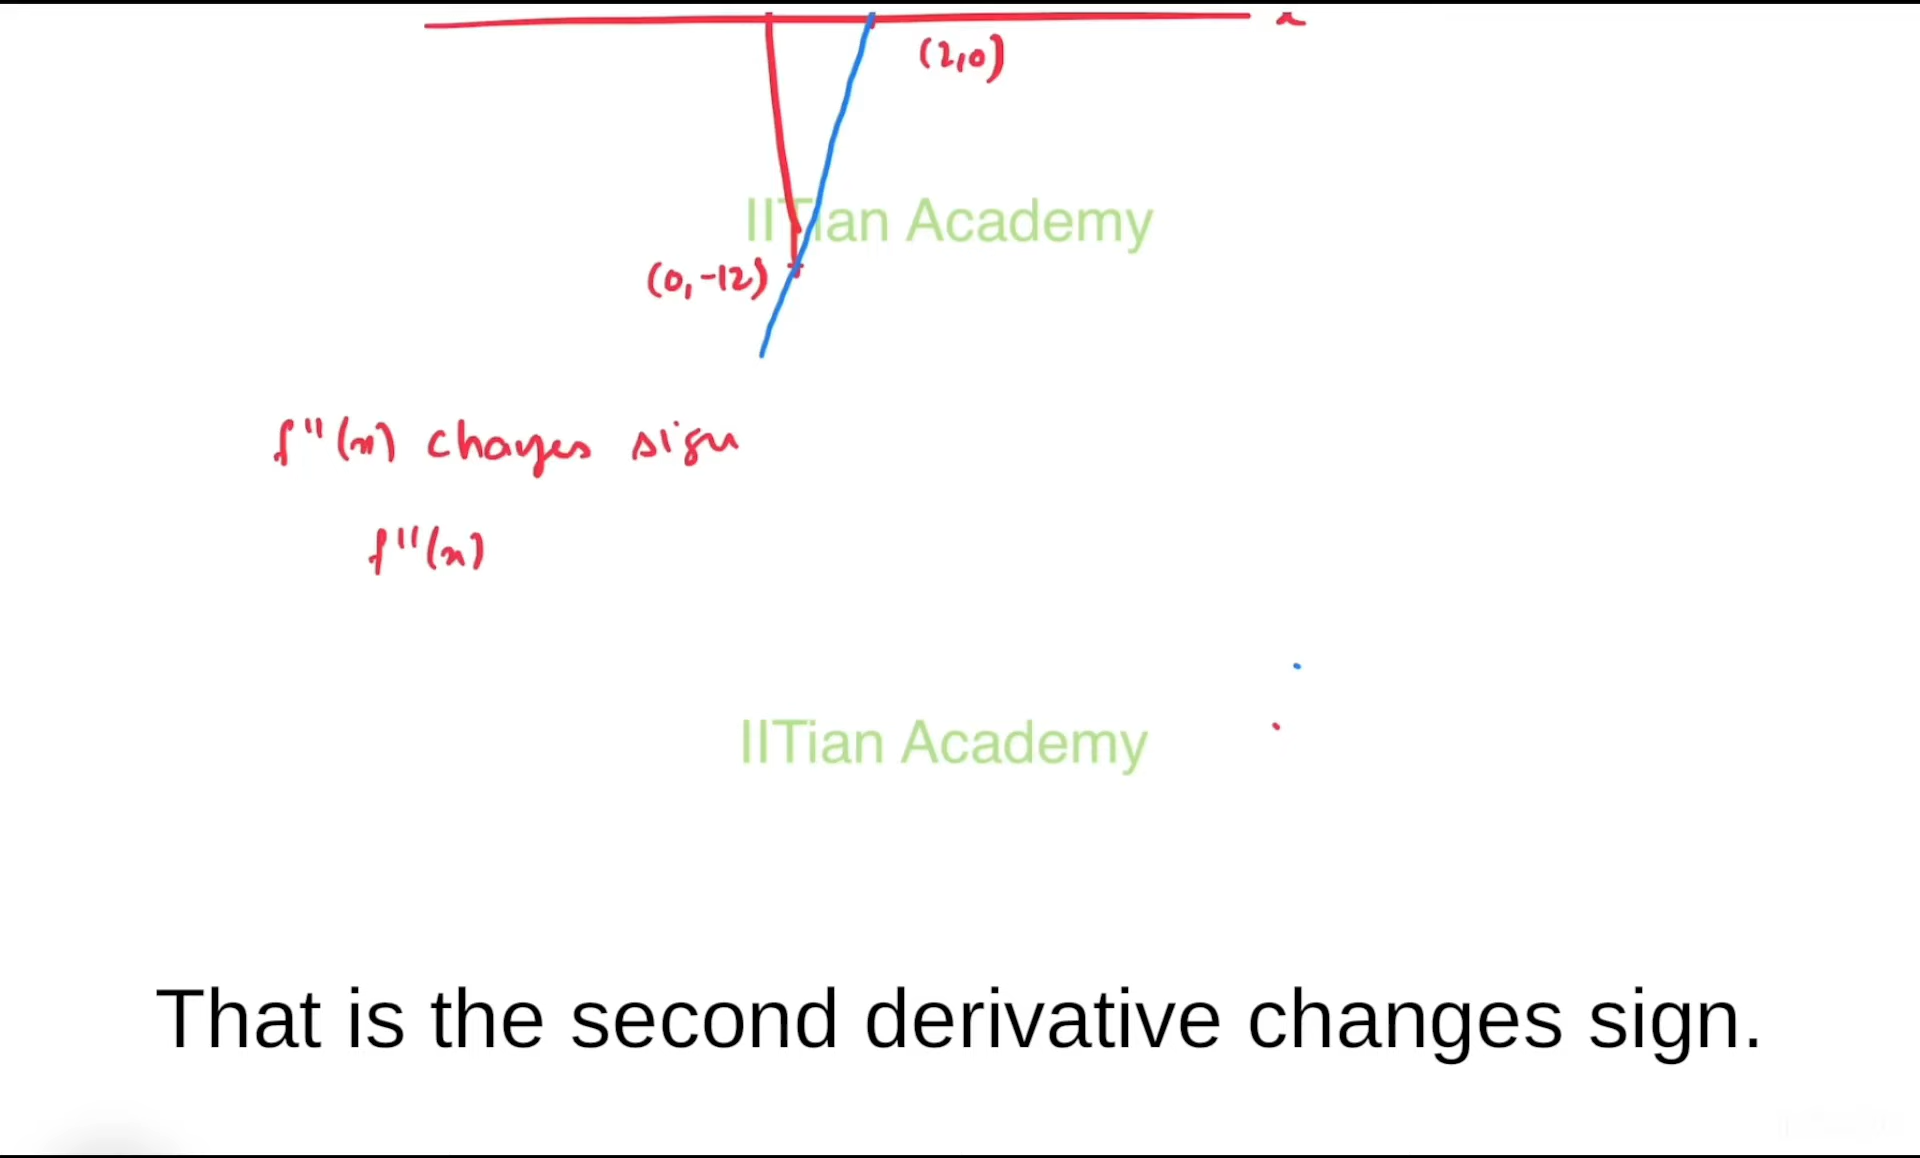 x
(2,0)
IITian Academy
(0,-12)
f"(x) changes sign
f"(x)
IITian Academy
That is the second derivative changes sign.